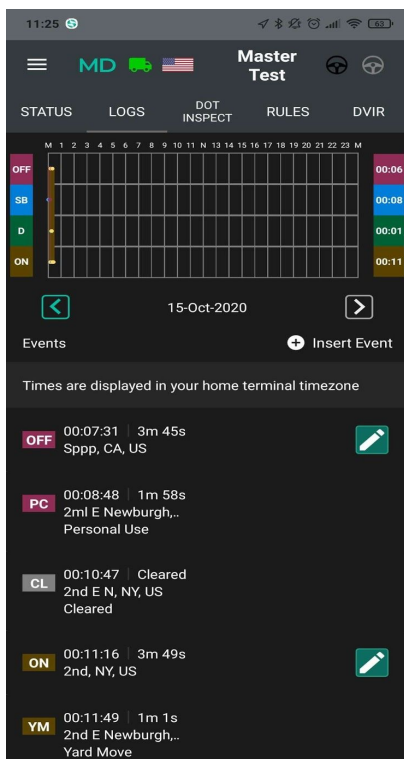 11:25
63
MD
Master
Test
STATUS
LOGS
DOT
INSPECT
RULES
DVIR
M 1 2 3 4 5 6 7 8 9 10 11 N 13 14 15 16 17 18 19 20 21 22 23 M
OFF 00:06
SB 00:08
D 00:01
ON 00:11
15-Oct-2020
Events
Insert Event
Times are displayed in your home terminal timezone
OFF
00:07:31 | 3m 45s
Sppp, CA, US
PC
00:08:48 | 1m 58s
2ml E Newburgh,..
Personal Use
CL
00:10:47 | Cleared
2nd E N, NY, US
Cleared
ON
00:11:16 | 3m 49s
2nd, NY, US
YM
00:11:49 | 1m 1s
2nd E Newburgh,..
Yard Move